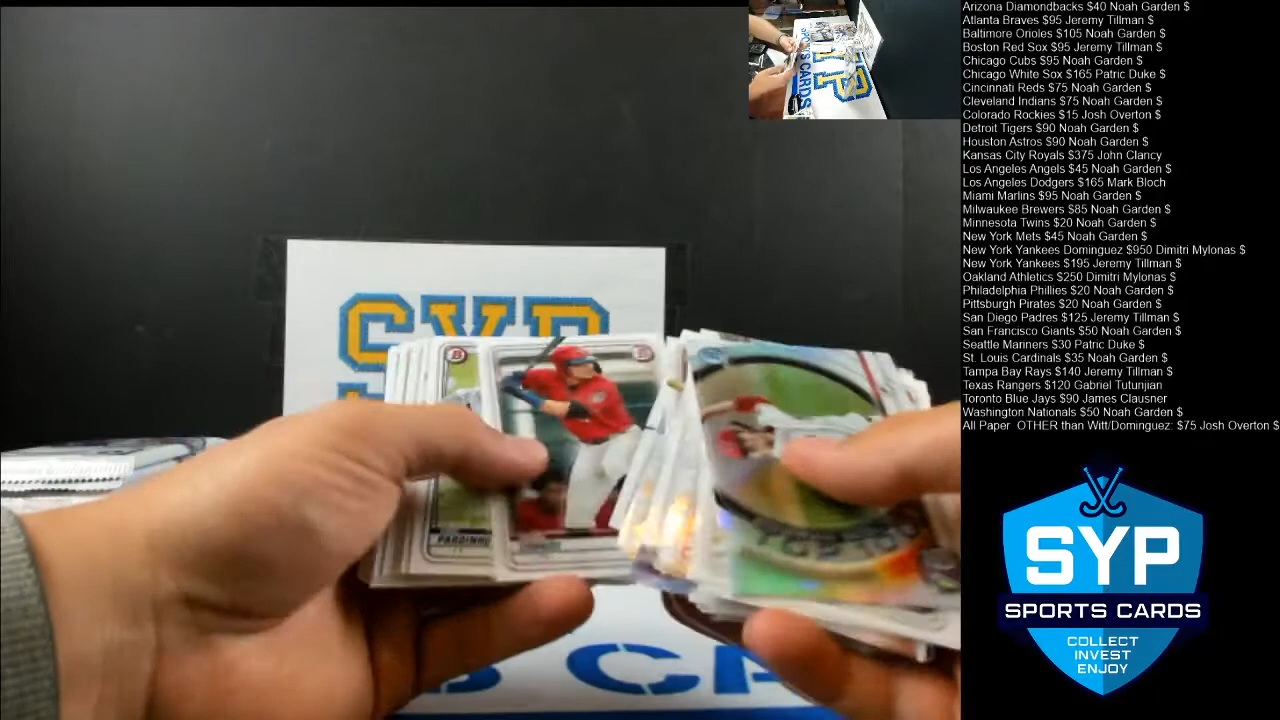 Arizona Diamondbacks $40 Noah Garden $
Atlanta Braves $95 Jeremy Tillman $
Baltimore Orioles $105 Noah Garden $
Boston Red Sox $95 Jeremy Tillman $
Chicago Cubs $95 Noah Garden $
Chicago White Sox $165 Patric Duke $
Cincinnati Reds $75 Noah Garden $
Cleveland Indians $75 Noah Garden $
Colorado Rockies $15 Josh Overton $
Detroit Tigers $90 Noah Garden $
Houston Astros $90 Noah Garden $
Kansas City Royals $375 John Clancy
Los Angeles Angels $45 Noah Garden $
Los Angeles Dodgers $165 Mark Bloch
Miami Marlins $95 Noah Garden $
Milwaukee Brewers $85 Noah Garden $
Minnesota Twins $20 Noah Garden $
New York Mets $45 Noah Garden $
New York Yankees Dominguez $950 Dimitri Mylonas $
New York Yankees $195 Jeremy Tillman $
Oakland Athletics $250 Dimitri Mylonas $
Philadelphia Phillies $20 Noah Garden $
Pittsburgh Pirates $20 Noah Garden $
San Diego Padres $125 Jeremy Tillman $
San Francisco Giants $50 Noah Garden $
Seattle Mariners $30 Patric Duke $
St. Louis Cardinals $35 Noah Garden $
Tampa Bay Rays $140 Jeremy Tillman $
Texas Rangers $120 Gabriel Tutunjian
Toronto Blue Jays $90 James Clausner
Washington Nationals $50 Noah Garden $
All Paper OTHER than Witt/Dominguez: $75 Josh Overton $
SYP
SPORTS CARDS
COLLECT
INVEST
ENJOY
SYP
SYP
CARDS
B
B